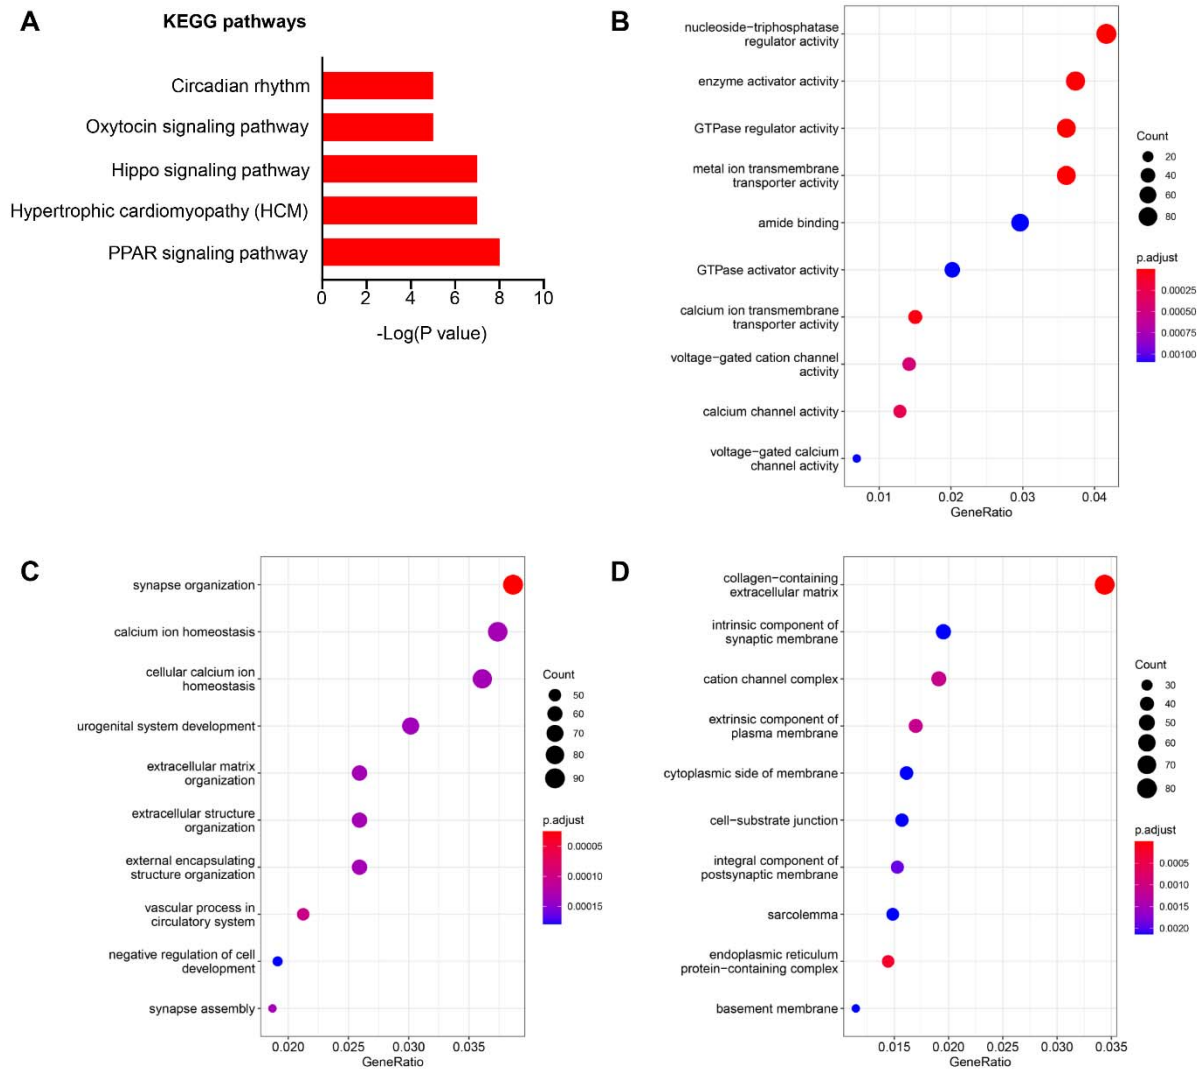 A
KEGG pathways
Circadian rhythm
Oxytocin signaling pathway
Hippo signaling pathway
Hypertrophic cardiomyopathy (HCM)
PPAR signaling pathway
0 2 4 6 8 10
-Log(P value)
B
nucleoside−triphosphatase
regulator activity
enzyme activator activity
GTPase regulator activity
metal ion transmembrane
transporter activity
amide binding
GTPase activator activity
calcium ion transmembrane
transporter activity
voltage−gated cation channel
activity
calcium channel activity
voltage−gated calcium
channel activity
0.01 0.02 0.03 0.04
GeneRatio
Count
20
40
60
80
p.adjust
0.00025
0.00050
0.00075
0.00100
C
synapse organization
calcium ion homeostasis
cellular calcium ion
homeostasis
urogenital system development
extracellular matrix
organization
extracellular structure
organization
external encapsulating
structure organization
vascular process in
circulatory system
negative regulation of cell
development
synapse assembly
0.020 0.025 0.030 0.035
GeneRatio
Count
50
60
70
80
90
p.adjust
0.00005
0.00010
0.00015
D
collagen−containing
extracellular matrix
intrinsic component of
synaptic membrane
cation channel complex
extrinsic component of
plasma membrane
cytoplasmic side of membrane
cell−substrate junction
integral component of
postsynaptic membrane
sarcolemma
endoplasmic reticulum
protein−containing complex
basement membrane
0.015 0.020 0.025 0.030 0.035
GeneRatio
Count
30
40
50
60
70
80
p.adjust
0.0005
0.0010
0.0015
0.0020